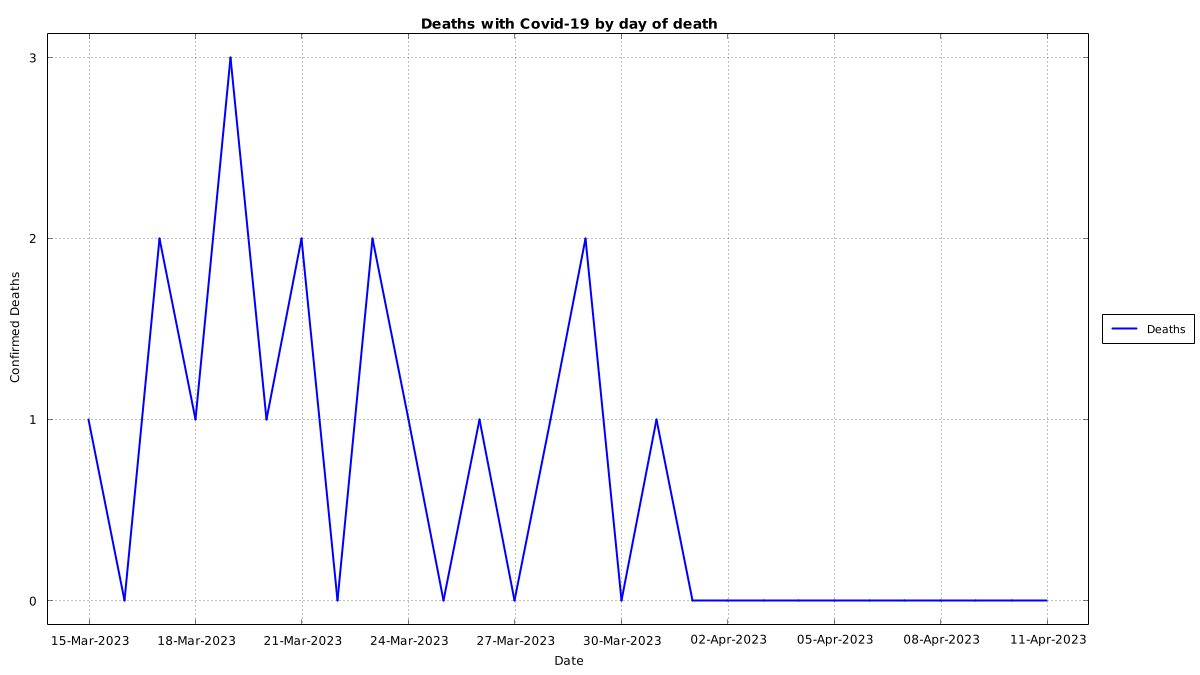 Deaths with Covid-19 by day of death
3
2
1
0
Confirmed Deaths
15-Mar-2023 18-Mar-2023 21-Mar-2023 24-Mar-2023 27-Mar-2023 30-Mar-2023 02-Apr-2023 05-Apr-2023 08-Apr-2023 11-Apr-2023
Date
Deaths